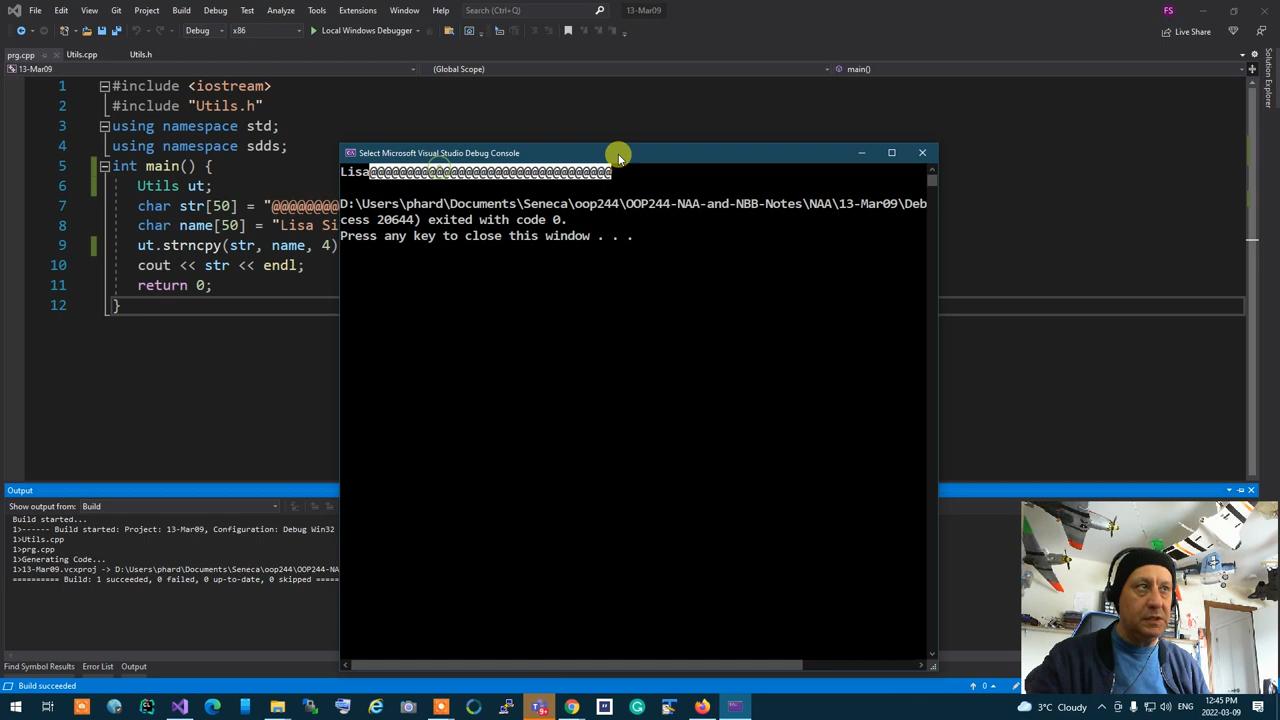 File Edit View Git Project Build Debug Test Analyze Tools Extensions Window Help Search (Ctrl+Q) 13-Mar09 FS
Debug x86 Local Windows Debugger Live Share
prg.cpp Utils.cpp Utils.h
13-Mar09 (Global Scope) main()
Solution Explorer
1 #include <iostream>
2 #include "Utils.h"
3 using namespace std;
4 using namespace sdds;
5 int main() {
6 Utils ut;
7 char str[50] = "@@@@@@@@@
8 char name[50] = "Lisa Si
9 ut.strncpy(str, name, 4)
10 cout << str << endl;
11 return 0;
12 }
Select Microsoft Visual Studio Debug Console
Lisa@@@@@@@@@@@@@@@@@@@@@@@@@@@@@@@@@
D:\Users\phard\Documents\Seneca\oop244\OOP244-NAA-and-NBB-Notes\NAA\13-Mar09\Deb
cess 20644) exited with code 0.
Press any key to close this window . . .
Output
Show output from: Build
Build started...
1>------ Build started: Project: 13-Mar09, Configuration: Debug Win32
1>Utils.cpp
1>prg.cpp
1>Generating Code...
1>13-Mar09.vcxproj -> D:\Users\phard\Documents\Seneca\oop244\OOP244-NA
========== Build: 1 succeeded, 0 failed, 0 up-to-date, 0 skipped ===
Find Symbol Results Error List Output
Build succeeded 0
3°C Cloudy ENG 12:45 PM
2022-03-09